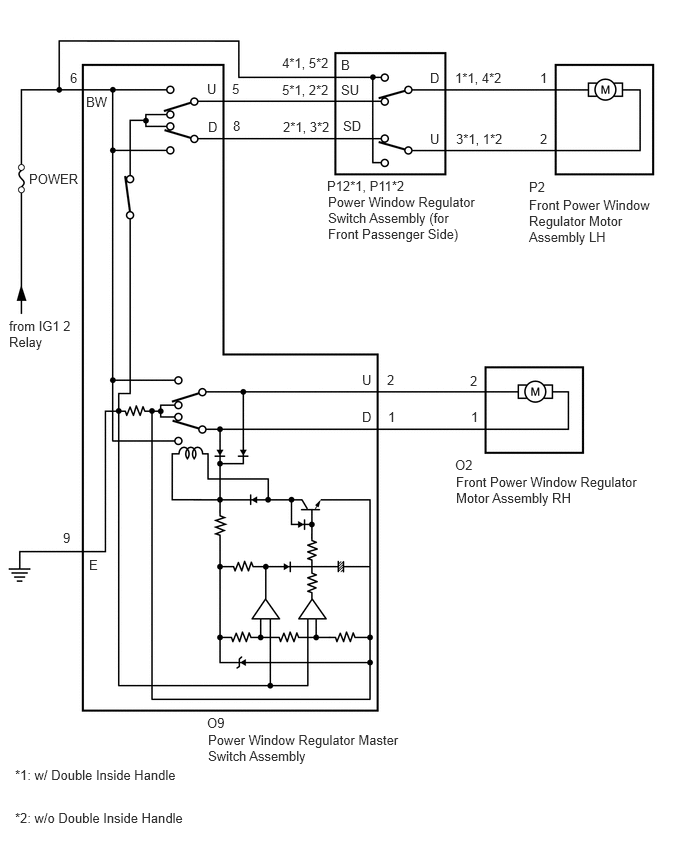 4*1, 5*2 B
6 D 1*1, 4*2 1
U 5 5*1, 2*2 SU M
BW
D 8 2*1, 3*2 SD
U 3*1, 1*2 2
POWER
P12*1, P11*2
Power Window Regulator
Switch Assembly (for
Front Passenger Side)
P2
Front Power Window
Regulator Motor
Assembly LH
from IG1 2
Relay
U 2 2
M
D 1 1
O2
Front Power Window Regulator
Motor Assembly RH
9
E
O9
Power Window Regulator Master
Switch Assembly
*1: w/ Double Inside Handle
*2: w/o Double Inside Handle